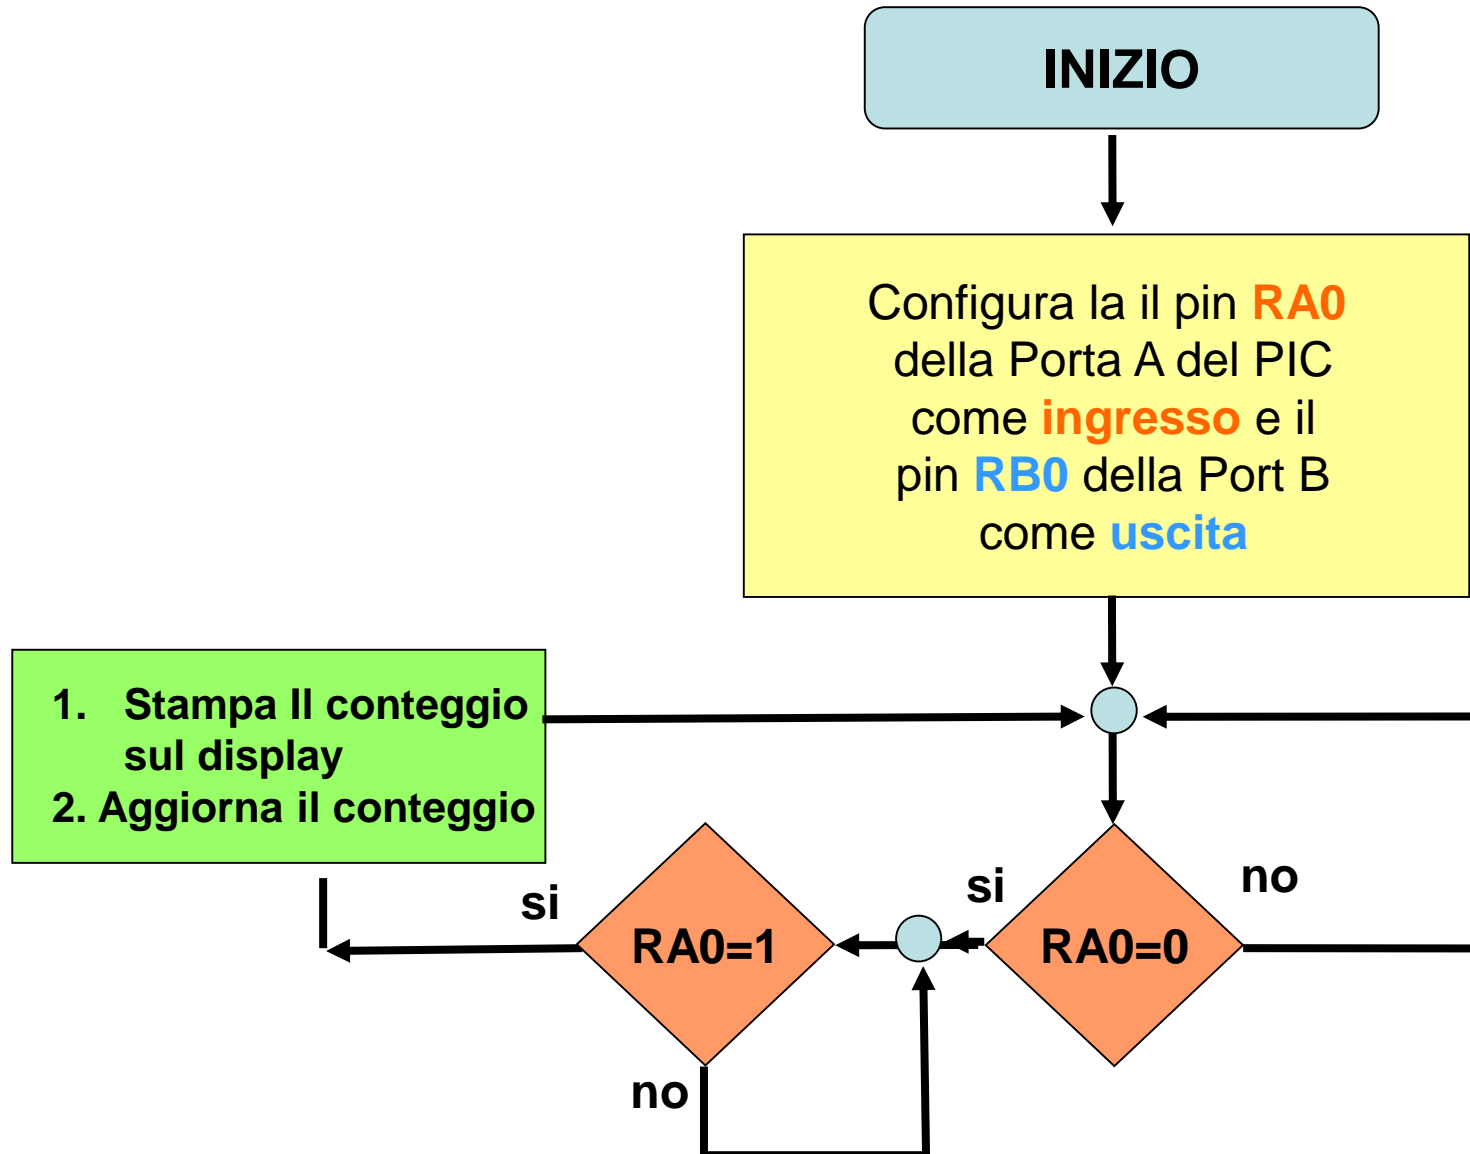 INIZIO
Configura la il pin RA0
della Porta A del PIC
come ingresso e il
pin RB0 della Port B
come uscita
1. Stampa Il conteggio
sul display
2. Aggiorna il conteggio
si
RA0=1
no
si
RA0=0
no